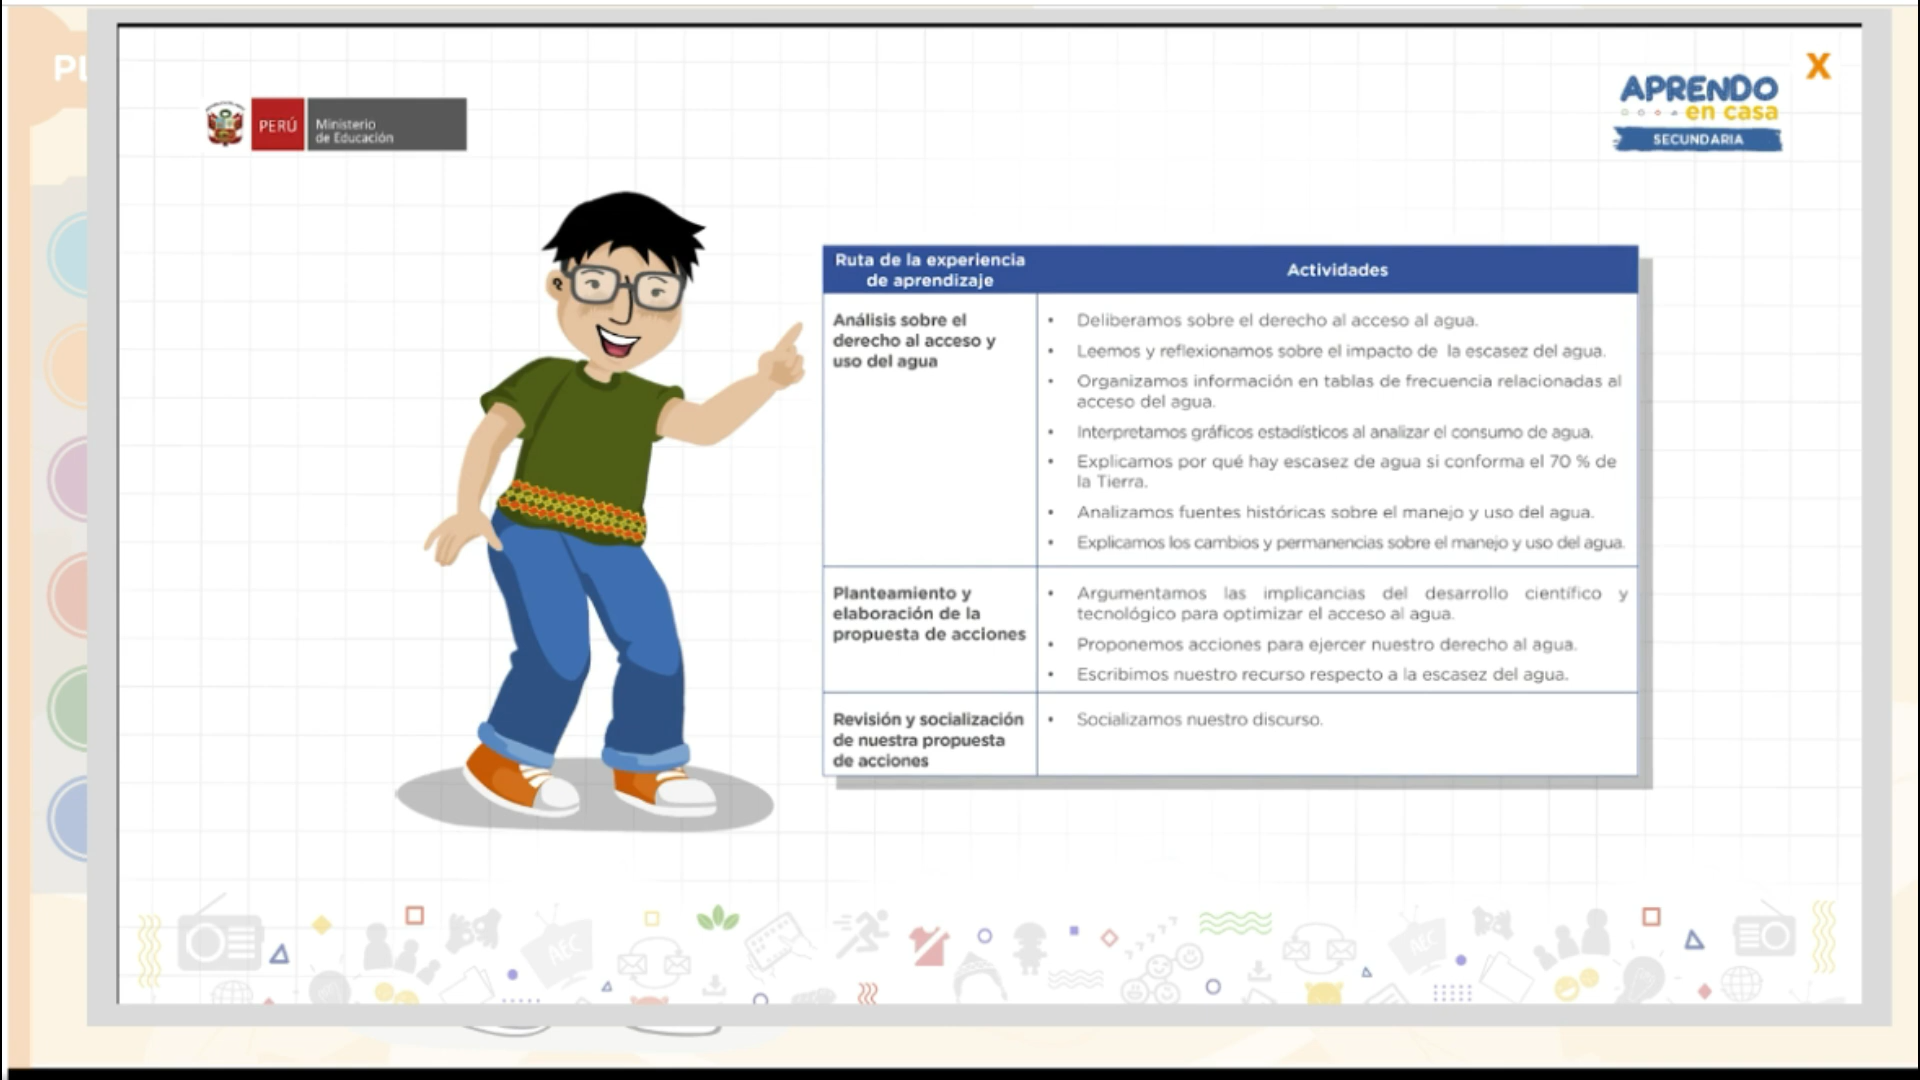 PL
PERÚ
Ministerio
de Educación
APRENDO
en casa
SECUNDARIA
X
Ruta de la experiencia
de aprendizaje
Actividades
Análisis sobre el
derecho al acceso y
uso del agua
• Deliberamos sobre el derecho al acceso al agua.
• Leemos y reflexionamos sobre el impacto de la escasez del agua.
• Organizamos información en tablas de frecuencia relacionadas al
acceso del agua.
• Interpretamos gráficos estadísticos al analizar el consumo de agua.
• Explicamos por qué hay escasez de agua si conforma el 70 % de
la Tierra.
• Analizamos fuentes históricas sobre el manejo y uso del agua.
• Explicamos los cambios y permanencias sobre el manejo y uso del agua.
Planteamiento y
elaboración de la
propuesta de acciones
• Argumentamos las implicancias del desarrollo científico y
tecnológico para optimizar el acceso al agua.
• Proponemos acciones para ejercer nuestro derecho al agua.
• Escribimos nuestro recurso respecto a la escasez del agua.
Revisión y socialización
de nuestra propuesta
de acciones
• Socializamos nuestro discurso.
AEC
AEC